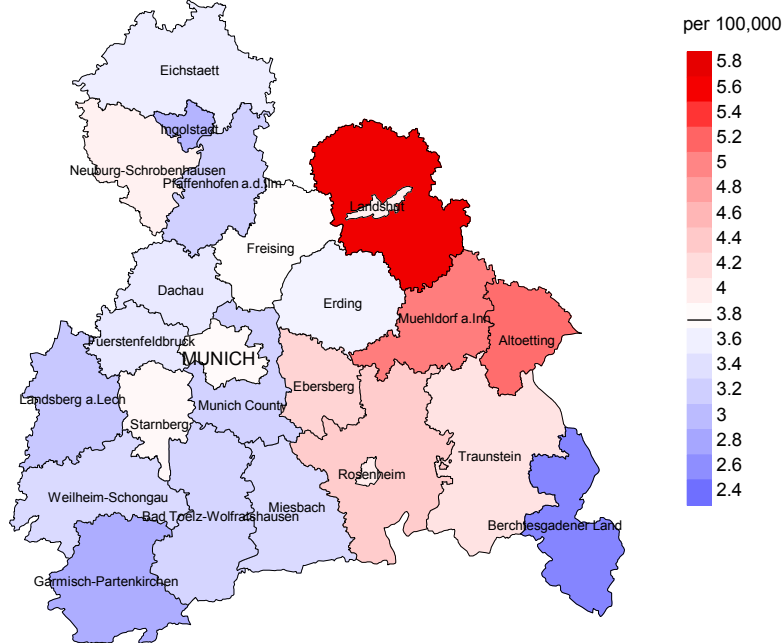 per 100,000
5.8
5.6
5.4
5.2
5
4.8
4.6
4.4
4.2
4
3.8
3.6
3.4
3.2
3
2.8
2.6
2.4
Eichstaett
Ingolstadt
Neuburg-Schrobenhausen
Pfaffenhofen a.d.Ilm
Landshut
Freising
Dachau
Erding
Muehldorf a.Inn
Altoetting
Fuerstenfeldbruck
MUNICH
Ebersberg
Landsberg a.Lech
Munich County
Starnberg
Traunstein
Rosenheim
Weilheim-Schongau
Miesbach
Bad Toelz-Wolfratshausen
Berchtesgadener Land
Garmisch-Partenkirchen